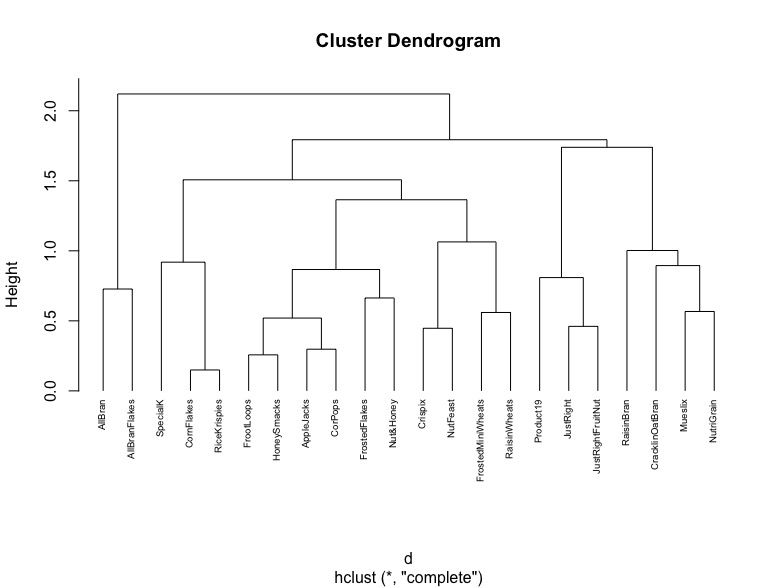 Cluster Dendrogram
Height
2.0
1.5
1.0
0.5
0.0
AllBran
AllBranFlakes
SpecialK
CornFlakes
RiceKrispies
FrootLoops
HoneySmacks
AppleJacks
CorPops
FrostedFlakes
Nut&Honey
Crispix
NutFeast
FrostedMiniWheats
RaisinWheats
Product19
JustRight
JustRightFruitNut
RaisinBran
CracklinOatBran
Mueslix
NutriGrain
d
hclust (*, "complete")